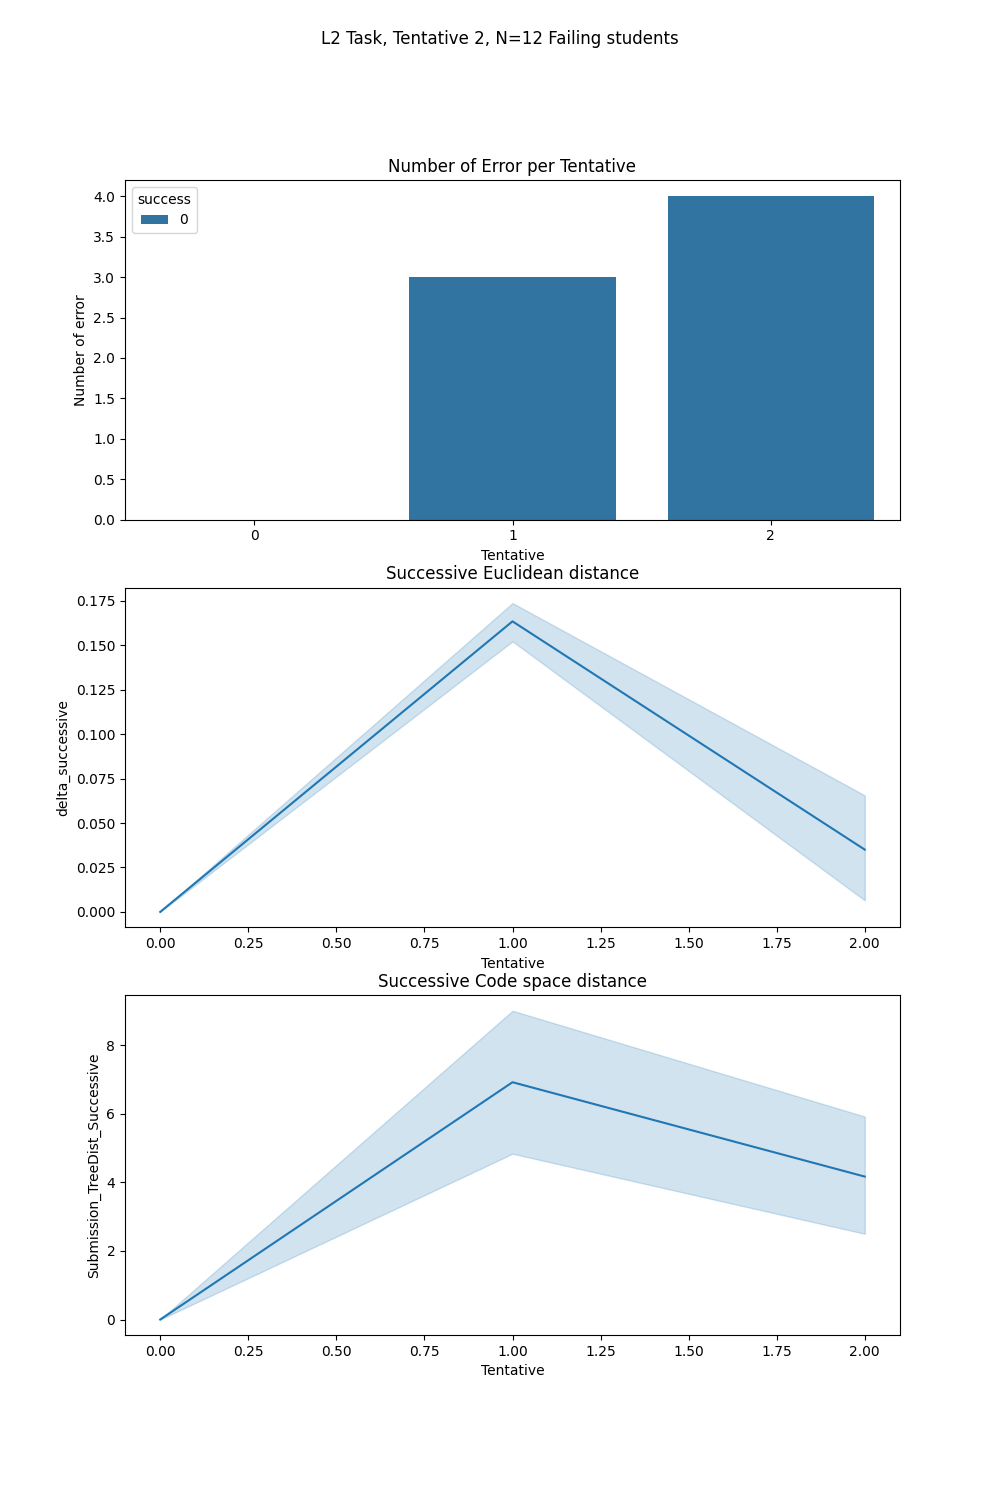 L2 Task, Tentative 2, N=12 Failing students
Number of Error per Tentative
success
0
4.0
3.5
3.0
2.5
2.0
1.5
1.0
0.5
0.0
Number of error
0 1 2
Tentative
Successive Euclidean distance
0.175
0.150
0.125
0.100
0.075
0.050
0.025
0.000
delta_successive
0.00 0.25 0.50 0.75 1.00 1.25 1.50 1.75 2.00
Tentative
Successive Code space distance
8
6
4
2
0
Submission_TreeDist_Successive
0.00 0.25 0.50 0.75 1.00 1.25 1.50 1.75 2.00
Tentative